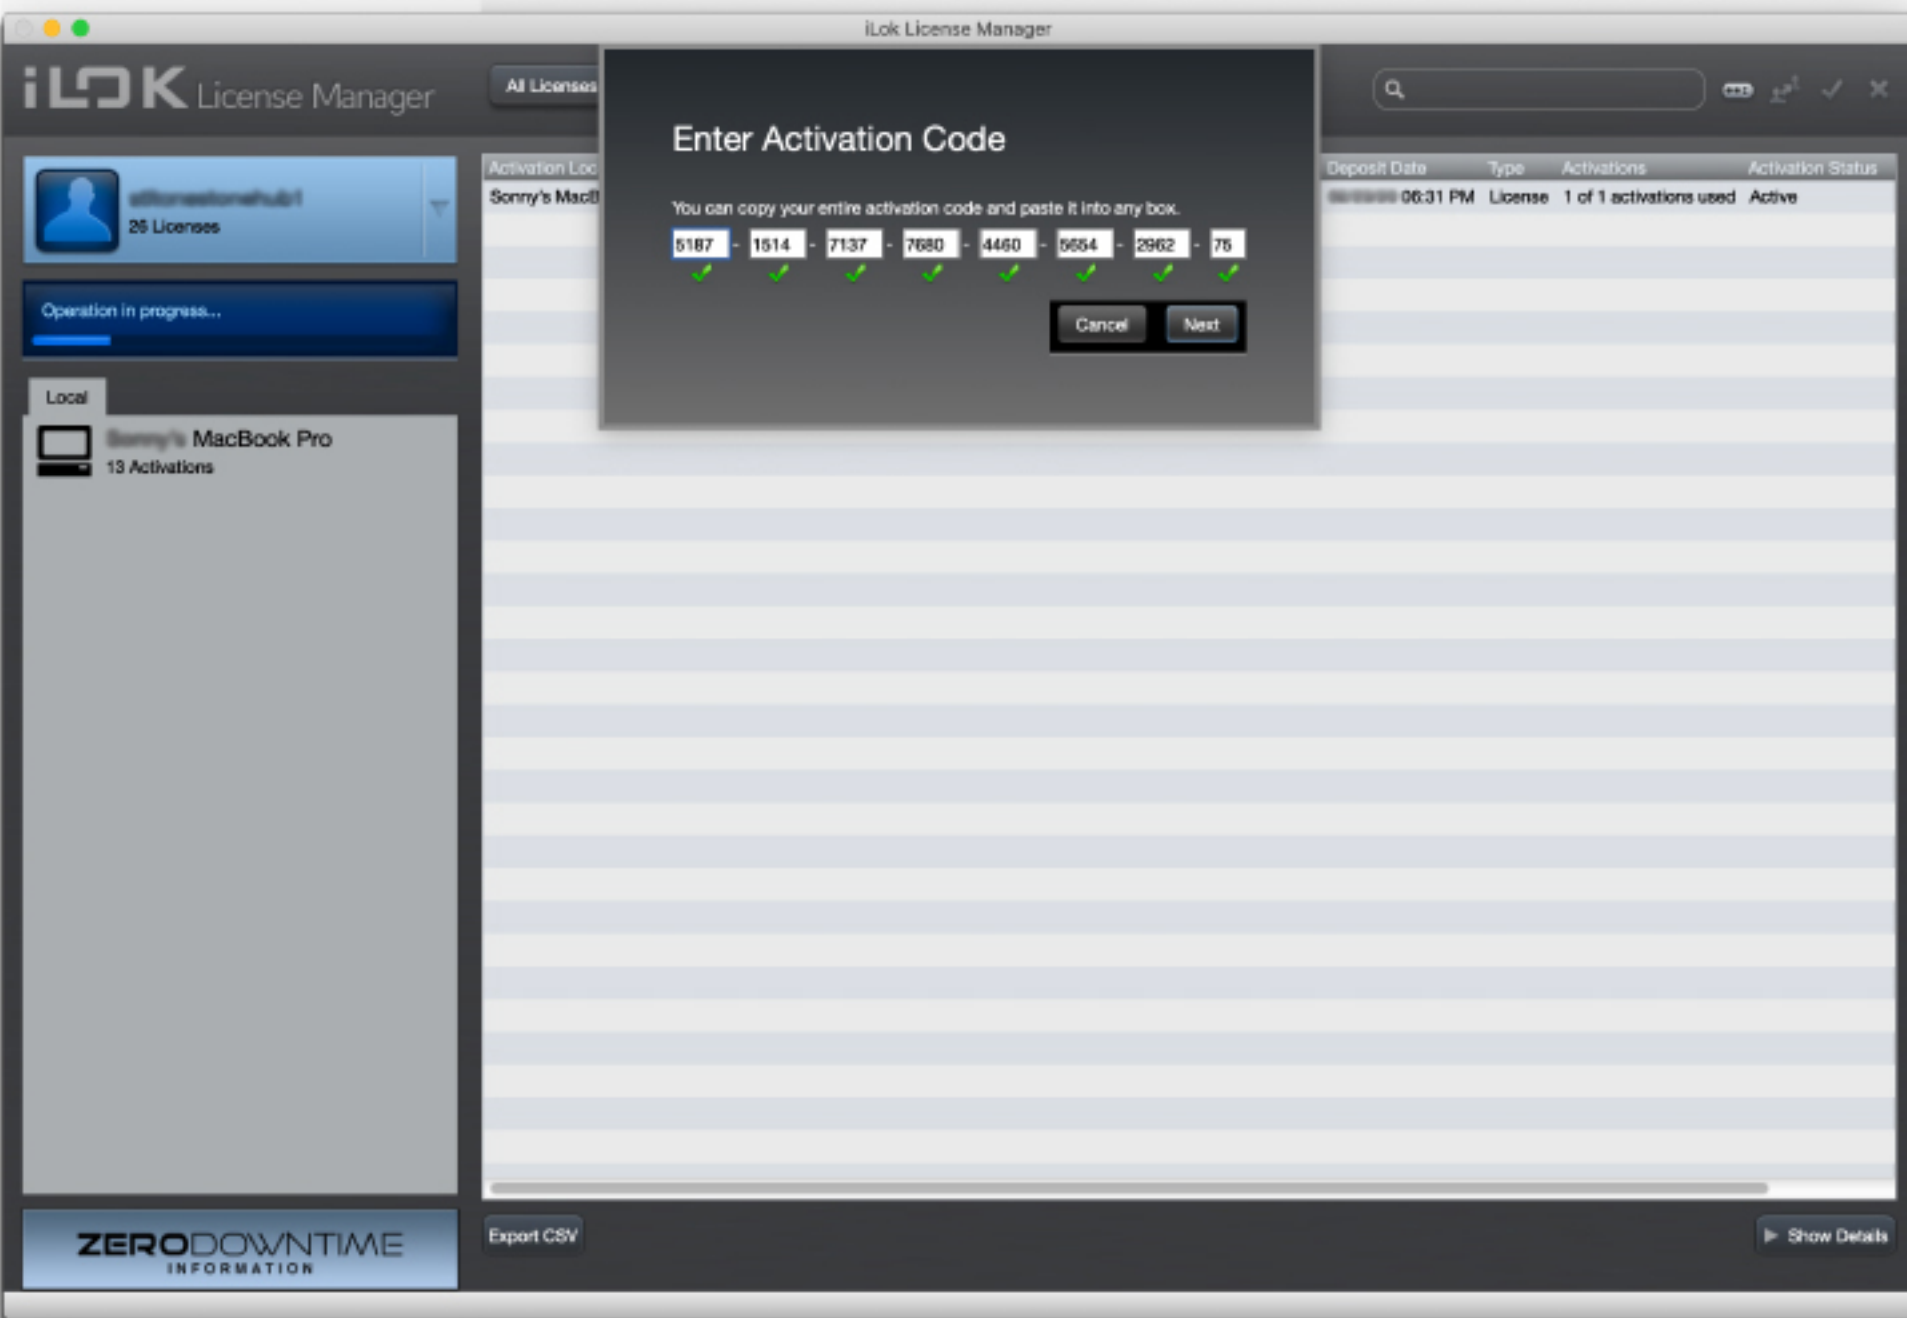 iLok License Manager
iLOK License Manager
All Licenses
26 Licenses
Operation in progress...
Local
MacBook Pro
13 Activations
Enter Activation Code
You can copy your entire activation code and paste it into any box.
5187 - 1514 - 7137 - 7680 - 4460 - 5654 - 2962 - 75
Cancel Next
Activation Loc Deposit Date Type Activations Activation Status
Sonny's MacB 06:31 PM License 1 of 1 activations used Active
ZERODOWNTIME
INFORMATION
Export CSV
Show Details